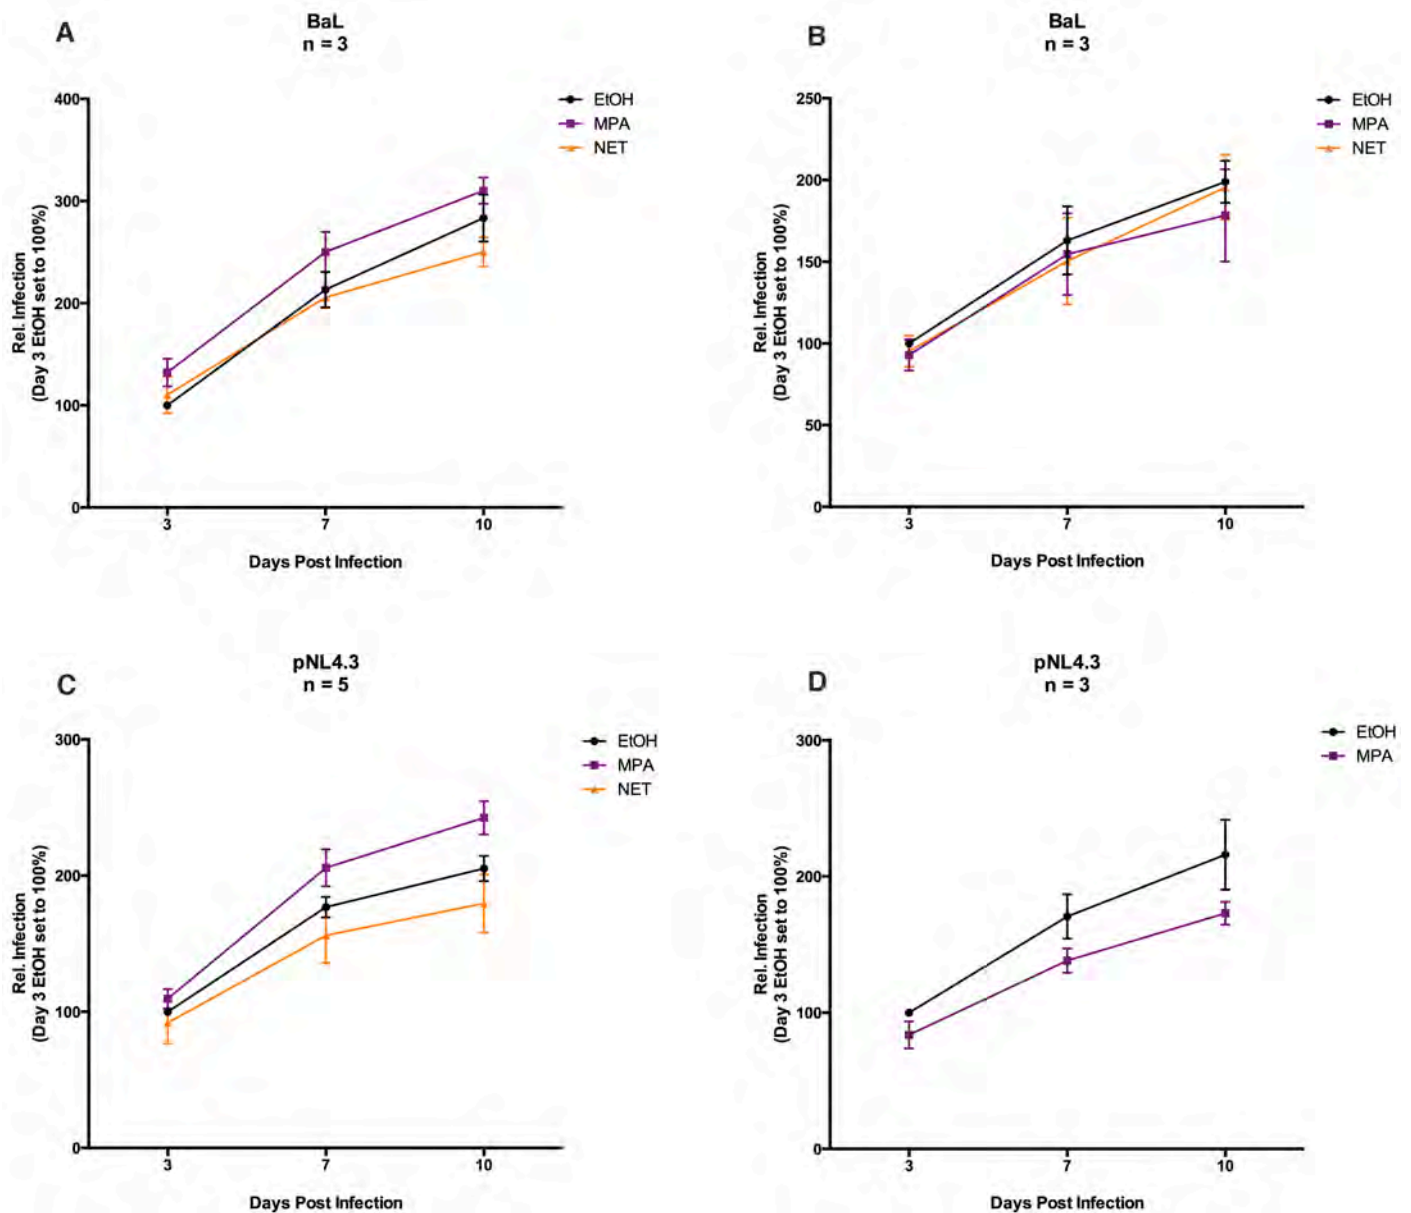 A
BaL
n = 3
400
300
200
100
0
Rel. Infection
(Day 3 EtOH set to 100%)
3
7
10
Days Post Infection
EtOH
MPA
NET
B
BaL
n = 3
250
200
150
100
50
0
Rel. Infection
(Day 3 EtOH set to 100%)
3
7
10
Days Post Infection
EtOH
MPA
NET
C
pNL4.3
n = 5
300
200
100
0
Rel. Infection
(Day 3 EtOH set to 100%)
3
7
10
Days Post Infection
EtOH
MPA
NET
D
pNL4.3
n = 3
300
200
100
0
Rel. Infection
(Day 3 EtOH set to 100%)
3
7
10
Days Post Infection
EtOH
MPA